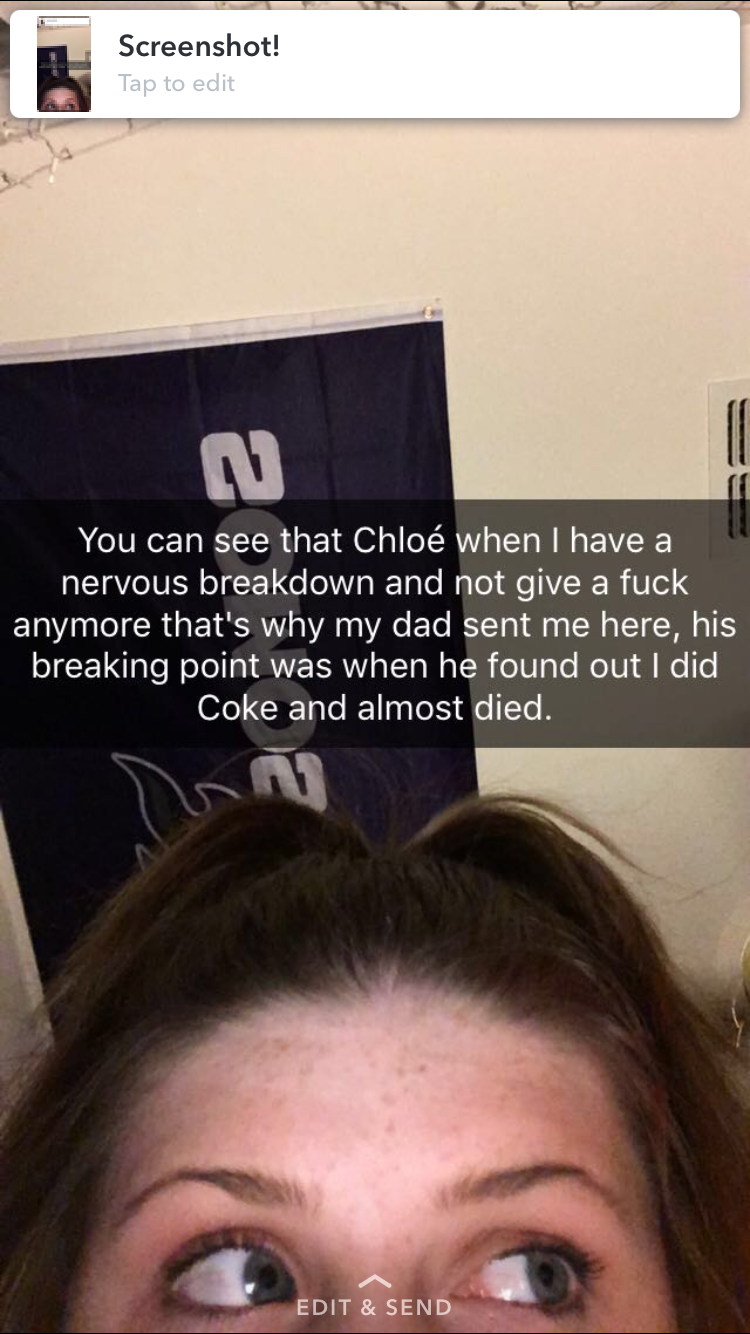 Screenshot!
Tap to edit
You can see that Chloé when I have a
nervous breakdown and not give a fuck
anymore that's why my dad sent me here, his
breaking point was when he found out I did
Coke and almost died.
EDIT & SEND